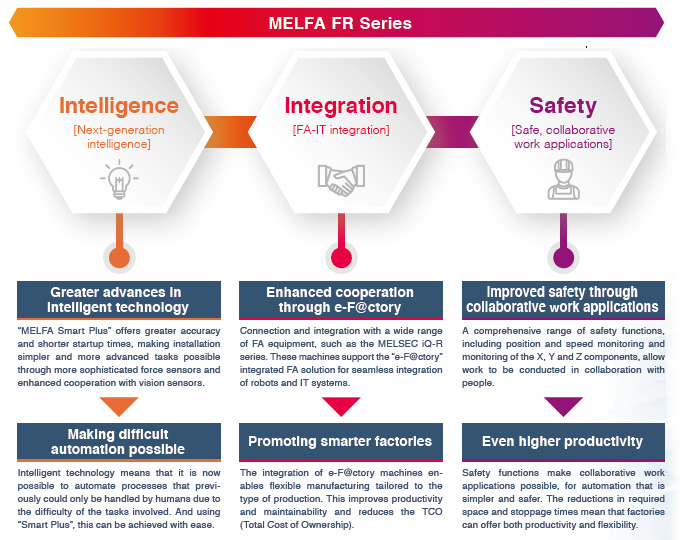 MELFA FR Series
Intelligence
[Next-generation
intelligence]
Integration
[FA-IT integration]
Safety
[Safe, collaborative
work applications]
Greater advances in
intelligent technology
"MELFA Smart Plus" offers greater accuracy
and shorter startup times, making installation
simpler and more advanced tasks possible
through more sophisticated force sensors and
enhanced cooperation with vision sensors.
Making difficult
automation possible
Intelligent technology means that it is now
possible to automate processes that previ-
ously could only be handled by humans due to
the difficulty of the tasks involved. And using
"Smart Plus", this can be achieved with ease.
Enhanced cooperation
through e-F@ctory
Connection and integration with a wide range
of FA equipment, such as the MELSEC iQ-R
series. These machines support the "e-F@ctory"
integrated FA solution for seamless integration
of robots and IT systems.
Promoting smarter factories
The integration of e-F@ctory machines en-
ables flexible manufacturing tailored to the
type of production. This improves productivity
and maintainability and reduces the TCO
(Total Cost of Ownership).
Improved safety through
collaborative work applications
A comprehensive range of safety functions,
including position and speed monitoring and
monitoring of the X, Y and Z components, allow
work to be conducted in collaboration with
people.
Even higher productivity
Safety functions make collaborative work
applications possible, for automation that is
simpler and safer. The reductions in required
space and stoppage times mean that factories
can offer both productivity and flexibility.